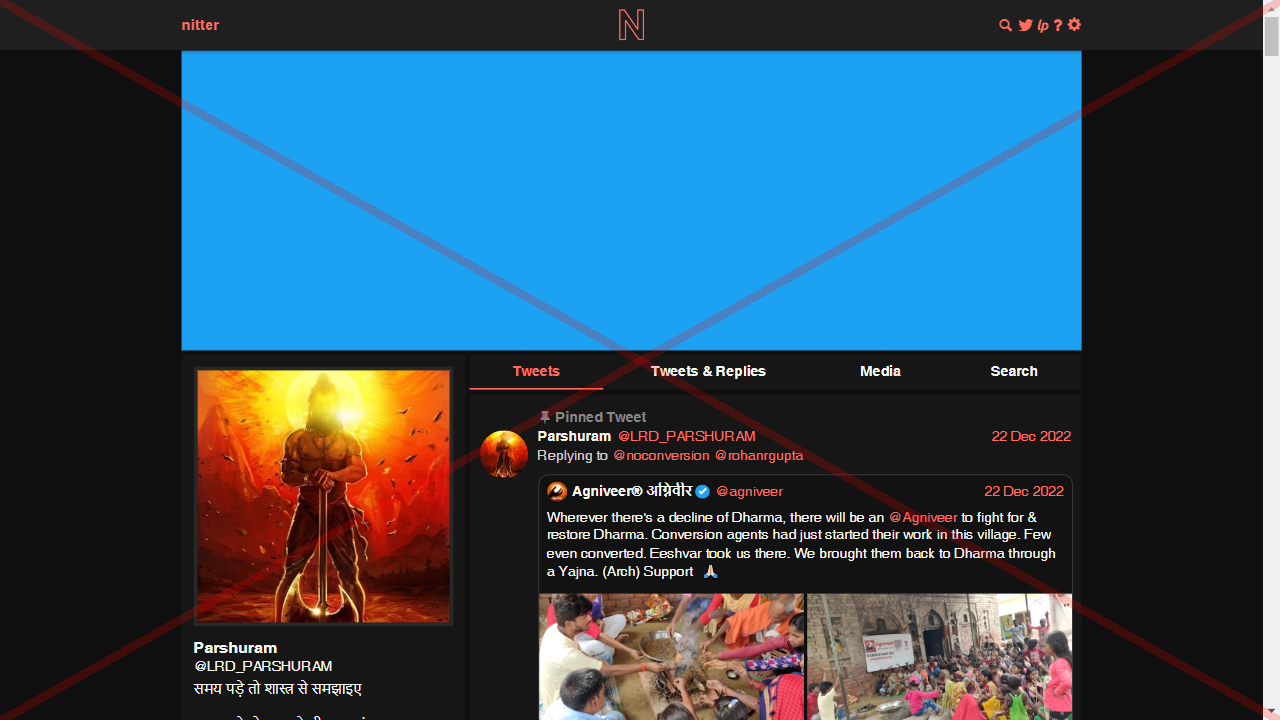 nitter
N
lp ?
Tweets Tweets & Replies Media Search
Pinned Tweet
Parshuram @LRD_PARSHURAM 22 Dec 2022
Replying to @noconversion @rohanrgupta
Agniveer® अग्निवीर @agniveer 22 Dec 2022
Wherever there's a decline of Dharma, there will be an @Agniveer to fight for &
restore Dharma. Conversion agents had just started their work in this village. Few
even converted. Eeshvar took us there. We brought them back to Dharma through
a Yajna. (Arch) Support 🙏🏻
Agniveer
Parshuram
@LRD_PARSHURAM
समय पड़े तो शास्त्र से समझाइए